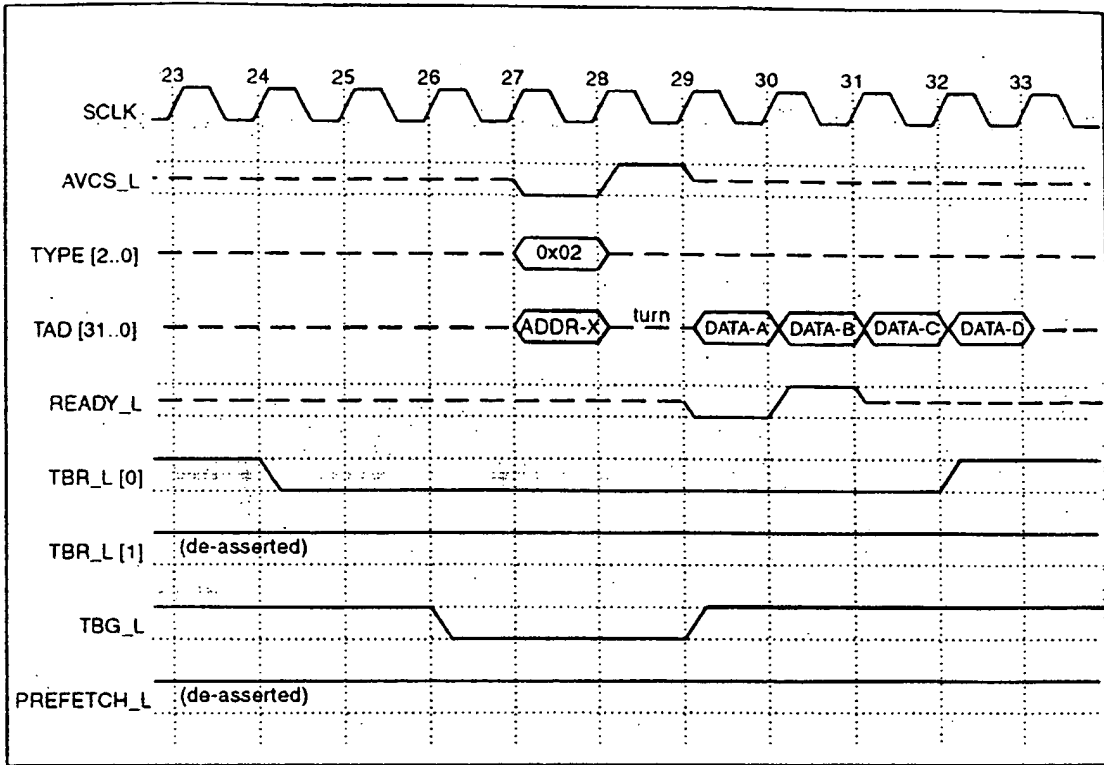 23 24 25 26 27 28 29 30 31 32 33
SCLK
AVCS_L
TYPE [2..0] 0x02
TAD [31..0] ADDR-X turn DATA-A DATA-B DATA-C DATA-D
READY_L
TBR_L [0]
TBR_L [1] (de-asserted)
TBG_L
PREFETCH_L (de-asserted)